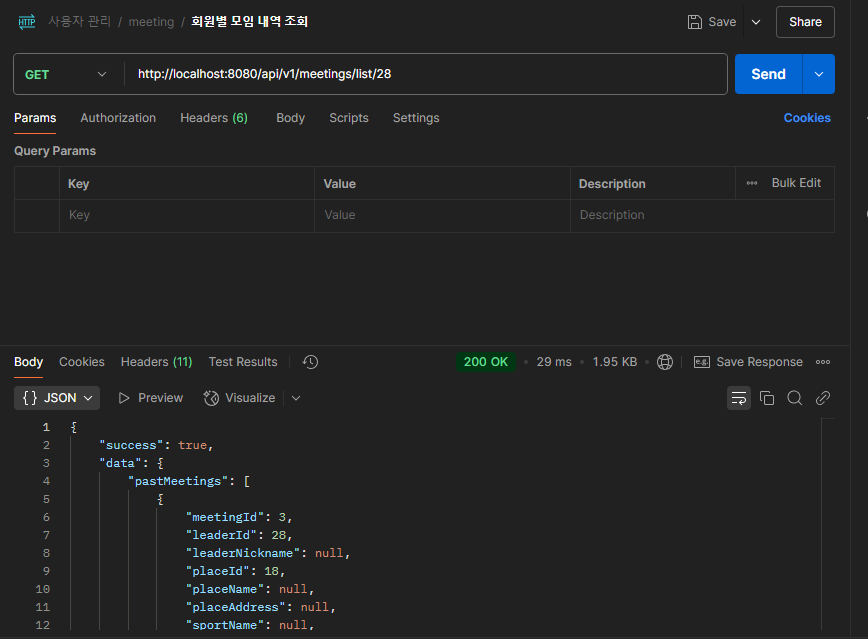 HTTP 사용자 관리 / meeting / 회원별 모임 내역 조회 Save Share
GET http://localhost:8080/api/v1/meetings/list/28 Send
Params Authorization Headers (6) Body Scripts Settings Cookies
Query Params
Key Value Description Bulk Edit
Key Value Description
Body Cookies Headers (11) Test Results 200 OK 29 ms 1.95 KB e.g. Save Response
{} JSON Preview Visualize
1 {
2 "success": true,
3 "data": {
4 "pastMeetings": [
5 {
6 "meetingId": 3,
7 "leaderId": 28,
8 "leaderNickname": null,
9 "placeId": 18,
10 "placeName": null,
11 "placeAddress": null,
12 "sportName": null,